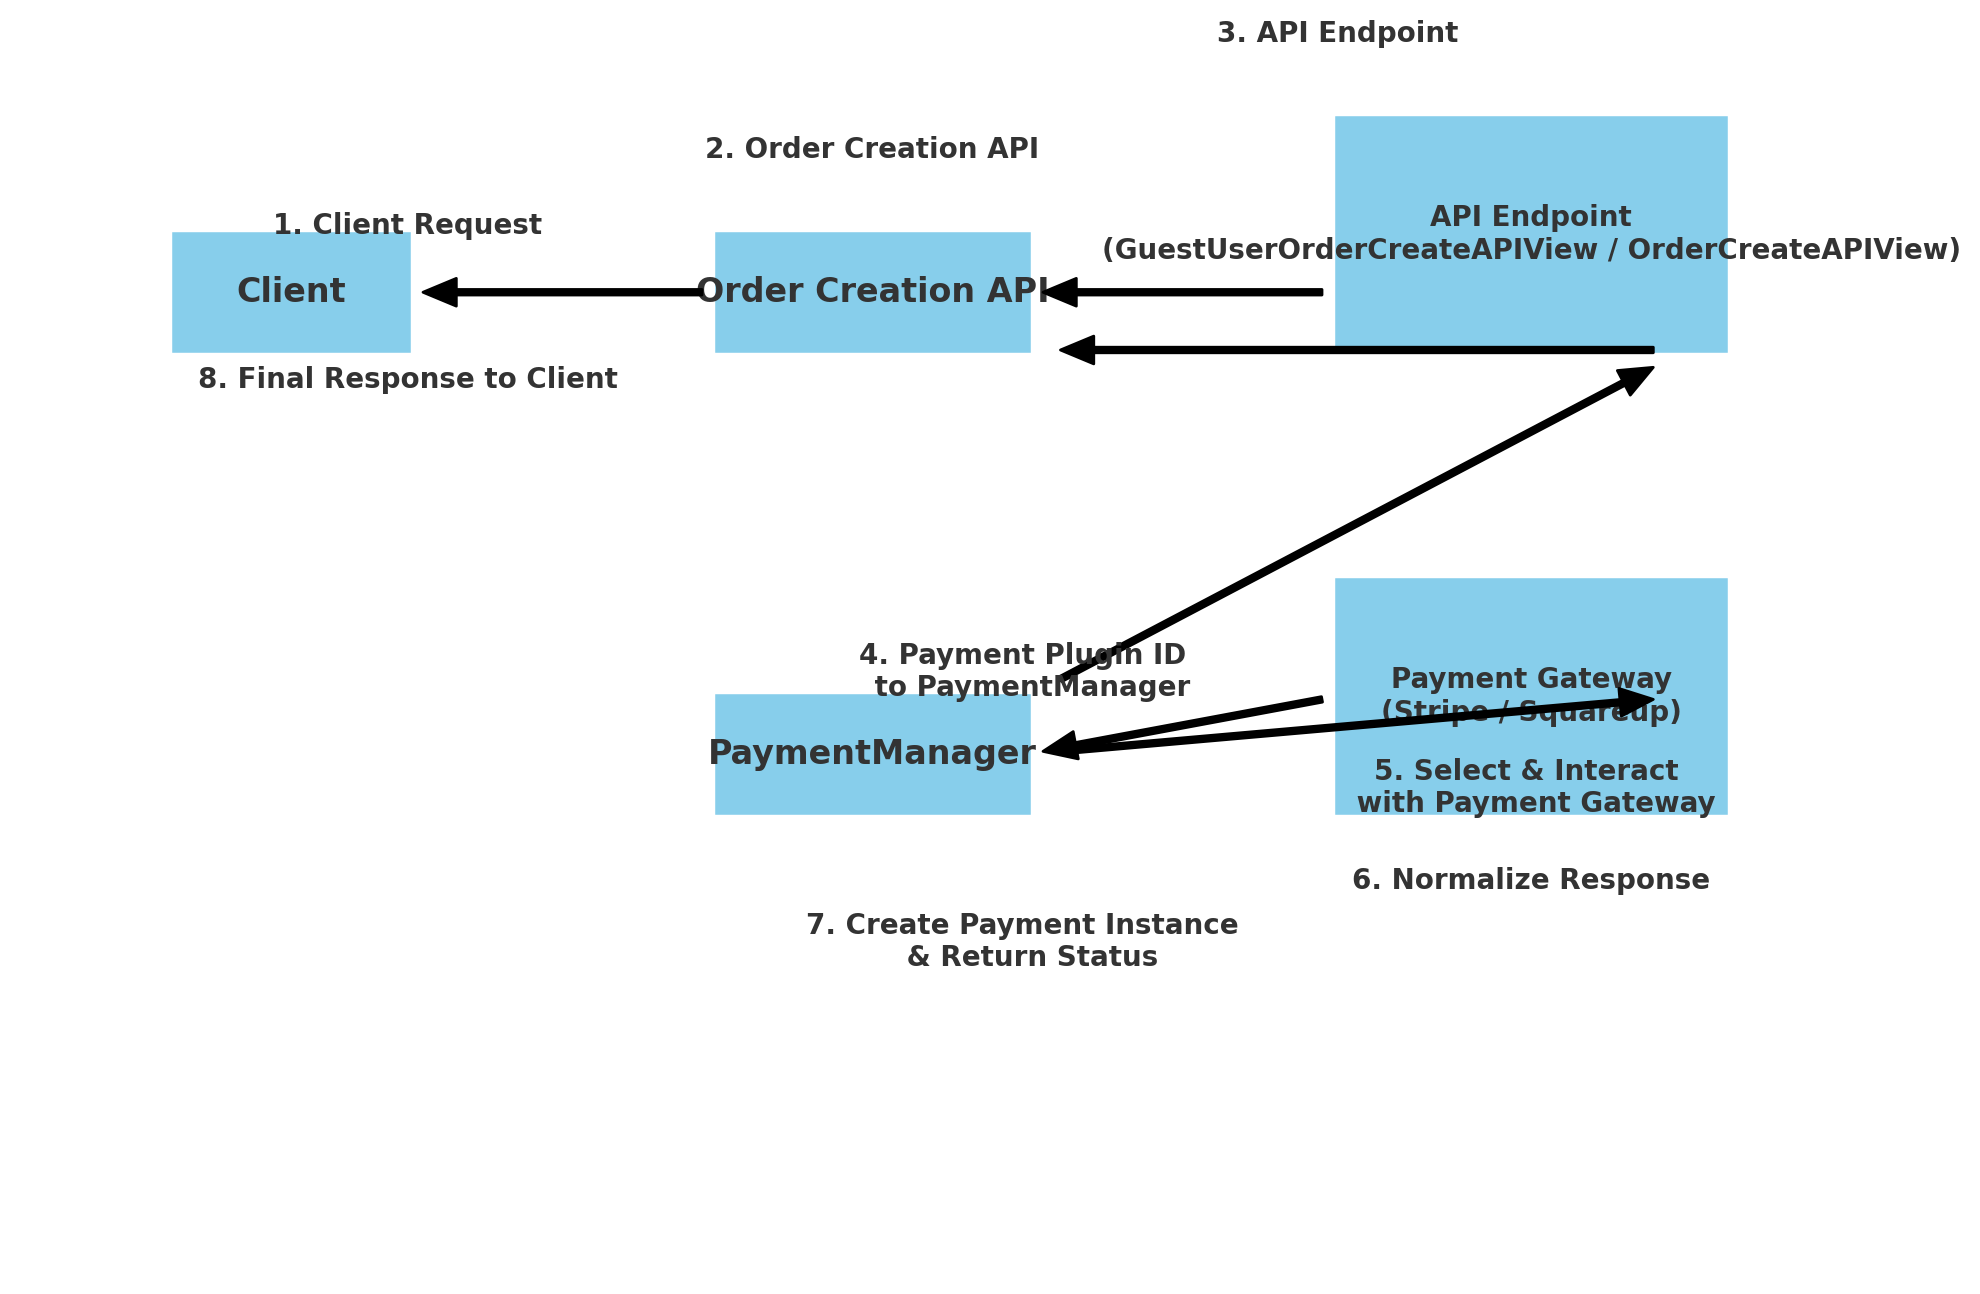 3. API Endpoint
2. Order Creation API
1. Client Request
API Endpoint
(GuestUserOrderCreateAPIView / OrderCreateAPIView)
Client
Order Creation API
8. Final Response to Client
4. Payment Plugin ID
to PaymentManager
Payment Gateway
(Stripe / Squareup)
PaymentManager
5. Select & Interact
with Payment Gateway
6. Normalize Response
7. Create Payment Instance
& Return Status